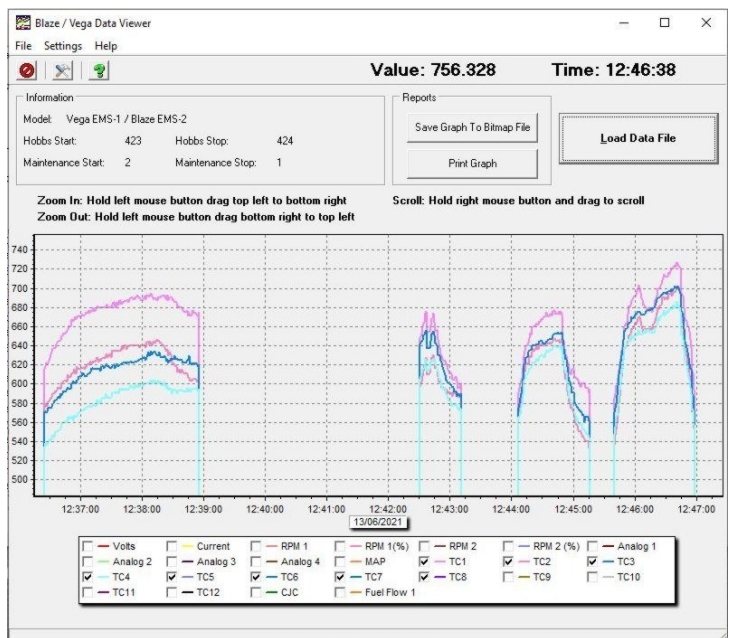 Blaze / Vega Data Viewer
File Settings Help
Value: 756.328 Time: 12:46:38
Information
Model: Vega EMS-1 / Blaze EMS-2
Hobbs Start: 423 Hobbs Stop: 424
Maintenance Start: 2 Maintenance Stop: 1
Reports
Save Graph To Bitmap File
Print Graph
Load Data File
Zoom In: Hold left mouse button drag top left to bottom right
Zoom Out: Hold left mouse button drag bottom right to top left
Scroll: Hold right mouse button and drag to scroll
740
720
700
680
660
640
620
600
580
560
540
520
500
12:37:00 12:38:00 12:39:00 12:40:00 12:41:00 12:42:00 12:43:00 12:44:00 12:45:00 12:46:00 12:47:00
13/06/2021
Volts Current RPM 1 RPM 1(%) RPM 2 RPM 2 (%) Analog 1
Analog 2 Analog 3 Analog 4 MAP TC1 TC2 TC3
TC4 TC5 TC6 TC7 TC8 TC9 TC10
TC11 TC12 CJC Fuel Flow 1